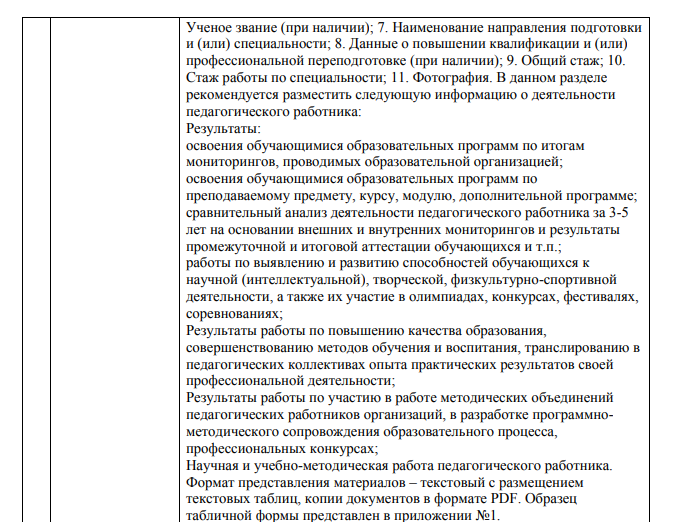 Ученое звание (при наличии); 7. Наименование направления подготовки
и (или) специальности; 8. Данные о повышении квалификации и (или)
профессиональной переподготовке (при наличии); 9. Общий стаж; 10.
Стаж работы по специальности; 11. Фотография. В данном разделе
рекомендуется разместить следующую информацию о деятельности
педагогического работника:
Результаты:
освоения обучающимися образовательных программ по итогам
мониторингов, проводимых образовательной организацией;
освоения обучающимися образовательных программ по
преподаваемому предмету, курсу, модулю, дополнительной программе;
сравнительный анализ деятельности педагогического работника за 3-5
лет на основании внешних и внутренних мониторингов и результаты
промежуточной и итоговой аттестации обучающихся и т.п.;
работы по выявлению и развитию способностей обучающихся к
научной (интеллектуальной), творческой, физкультурно-спортивной
деятельности, а также их участие в олимпиадах, конкурсах, фестивалях,
соревнованиях;
Результаты работы по повышению качества образования,
совершенствованию методов обучения и воспитания, транслированию в
педагогических коллективах опыта практических результатов своей
профессиональной деятельности;
Результаты работы по участию в работе методических объединений
педагогических работников организаций, в разработке программно-
методического сопровождения образовательного процесса,
профессиональных конкурсах;
Научная и учебно-методическая работа педагогического работника.
Формат представления материалов – текстовый с размещением
текстовых таблиц, копии документов в формате PDF. Образец
табличной формы представлен в приложении №1.